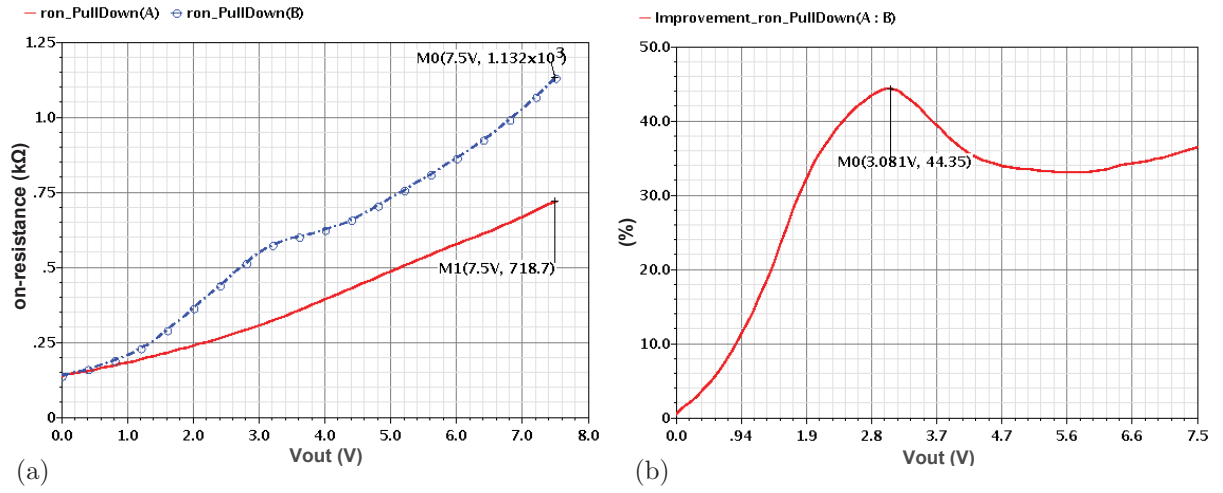 ron_PullDown(A) ron_PullDown(B)
1.25
1.0
.75
.5
.25
0
on-resistance (kΩ)
M0(7.5V, 1.132x10^3)
M1(7.5V, 718.7)
0.0 1.0 2.0 3.0 4.0 5.0 6.0 7.0 8.0
Vout (V)
(a)
Improvement_ron_PullDown(A : B)
50.0
40.0
30.0
20.0
10.0
0
(%)
M0(3.081V, 44.35)
0.0 .94 1.9 2.8 3.7 4.7 5.6 6.6 7.5
Vout (V)
(b)